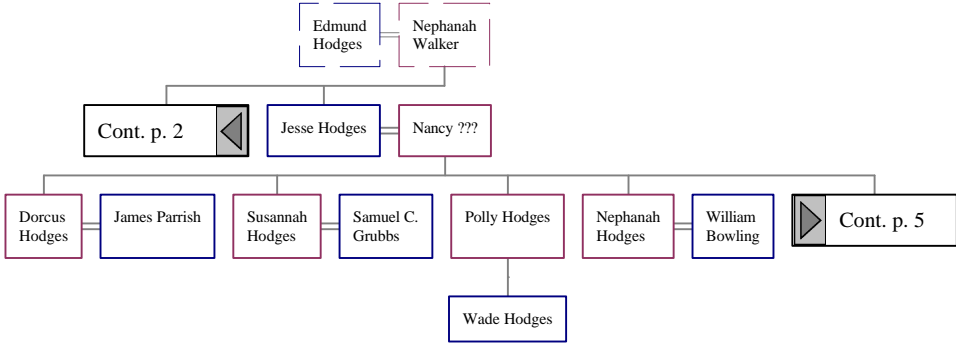 Edmund
Hodges
Nephanah
Walker
Cont. p. 2
Jesse Hodges
Nancy ???
Dorcus
Hodges
James Parrish
Susannah
Hodges
Samuel C.
Grubbs
Polly Hodges
Nephanah
Hodges
William
Bowling
Cont. p. 5
Wade Hodges